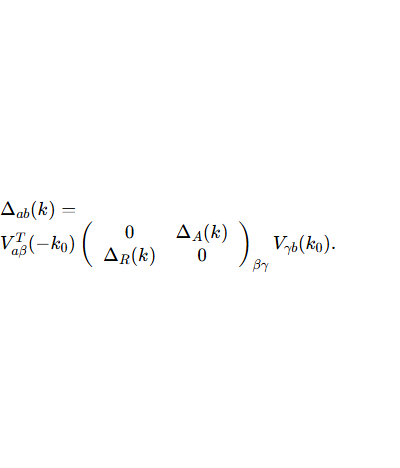 Δ_{ab}(k) =
V^T_{aβ}(−k_0) ( 0 Δ_A(k) ; Δ_R(k) 0 )_{βγ} V_{γb}(k_0).